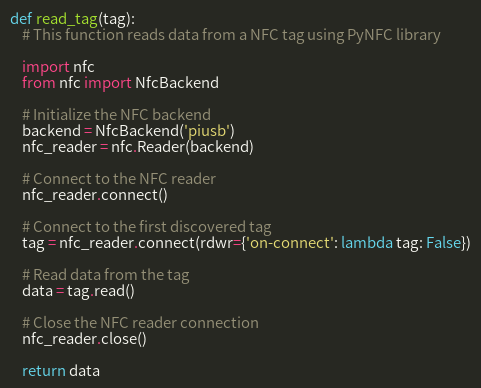 def read_tag(tag):
# This function reads data from a NFC tag using PyNFC library
import nfc
from nfc import NfcBackend
# Initialize the NFC backend
backend = NfcBackend('piusb')
nfc_reader = nfc.Reader(backend)
# Connect to the NFC reader
nfc_reader.connect()
# Connect to the first discovered tag
tag = nfc_reader.connect(rdwr={'on-connect': lambda tag: False})
# Read data from the tag
data = tag.read()
# Close the NFC reader connection
nfc_reader.close()
return data